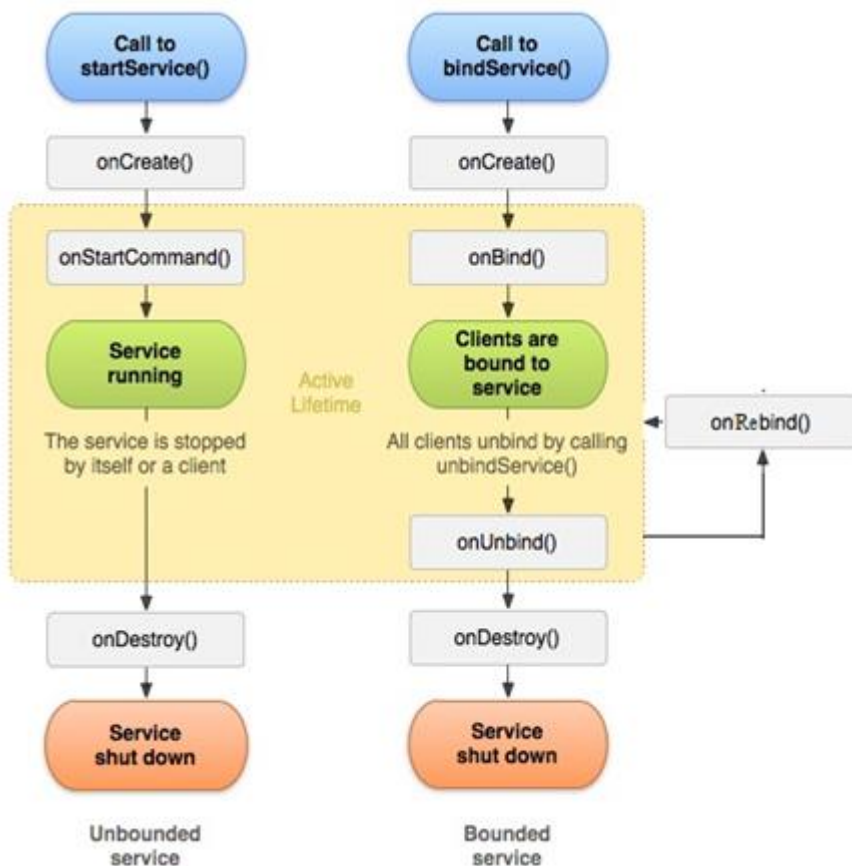 Call to
startService()
Call to
bindService()
onCreate()
onCreate()
onStartCommand()
onBind()
Service
running
Active
Lifetime
Clients are
bound to
service
onRebind()
The service is stopped
by itself or a client
All clients unbind by calling
unbindService()
onUnbind()
onDestroy()
onDestroy()
Service
shut down
Service
shut down
Unbounded
service
Bounded
service